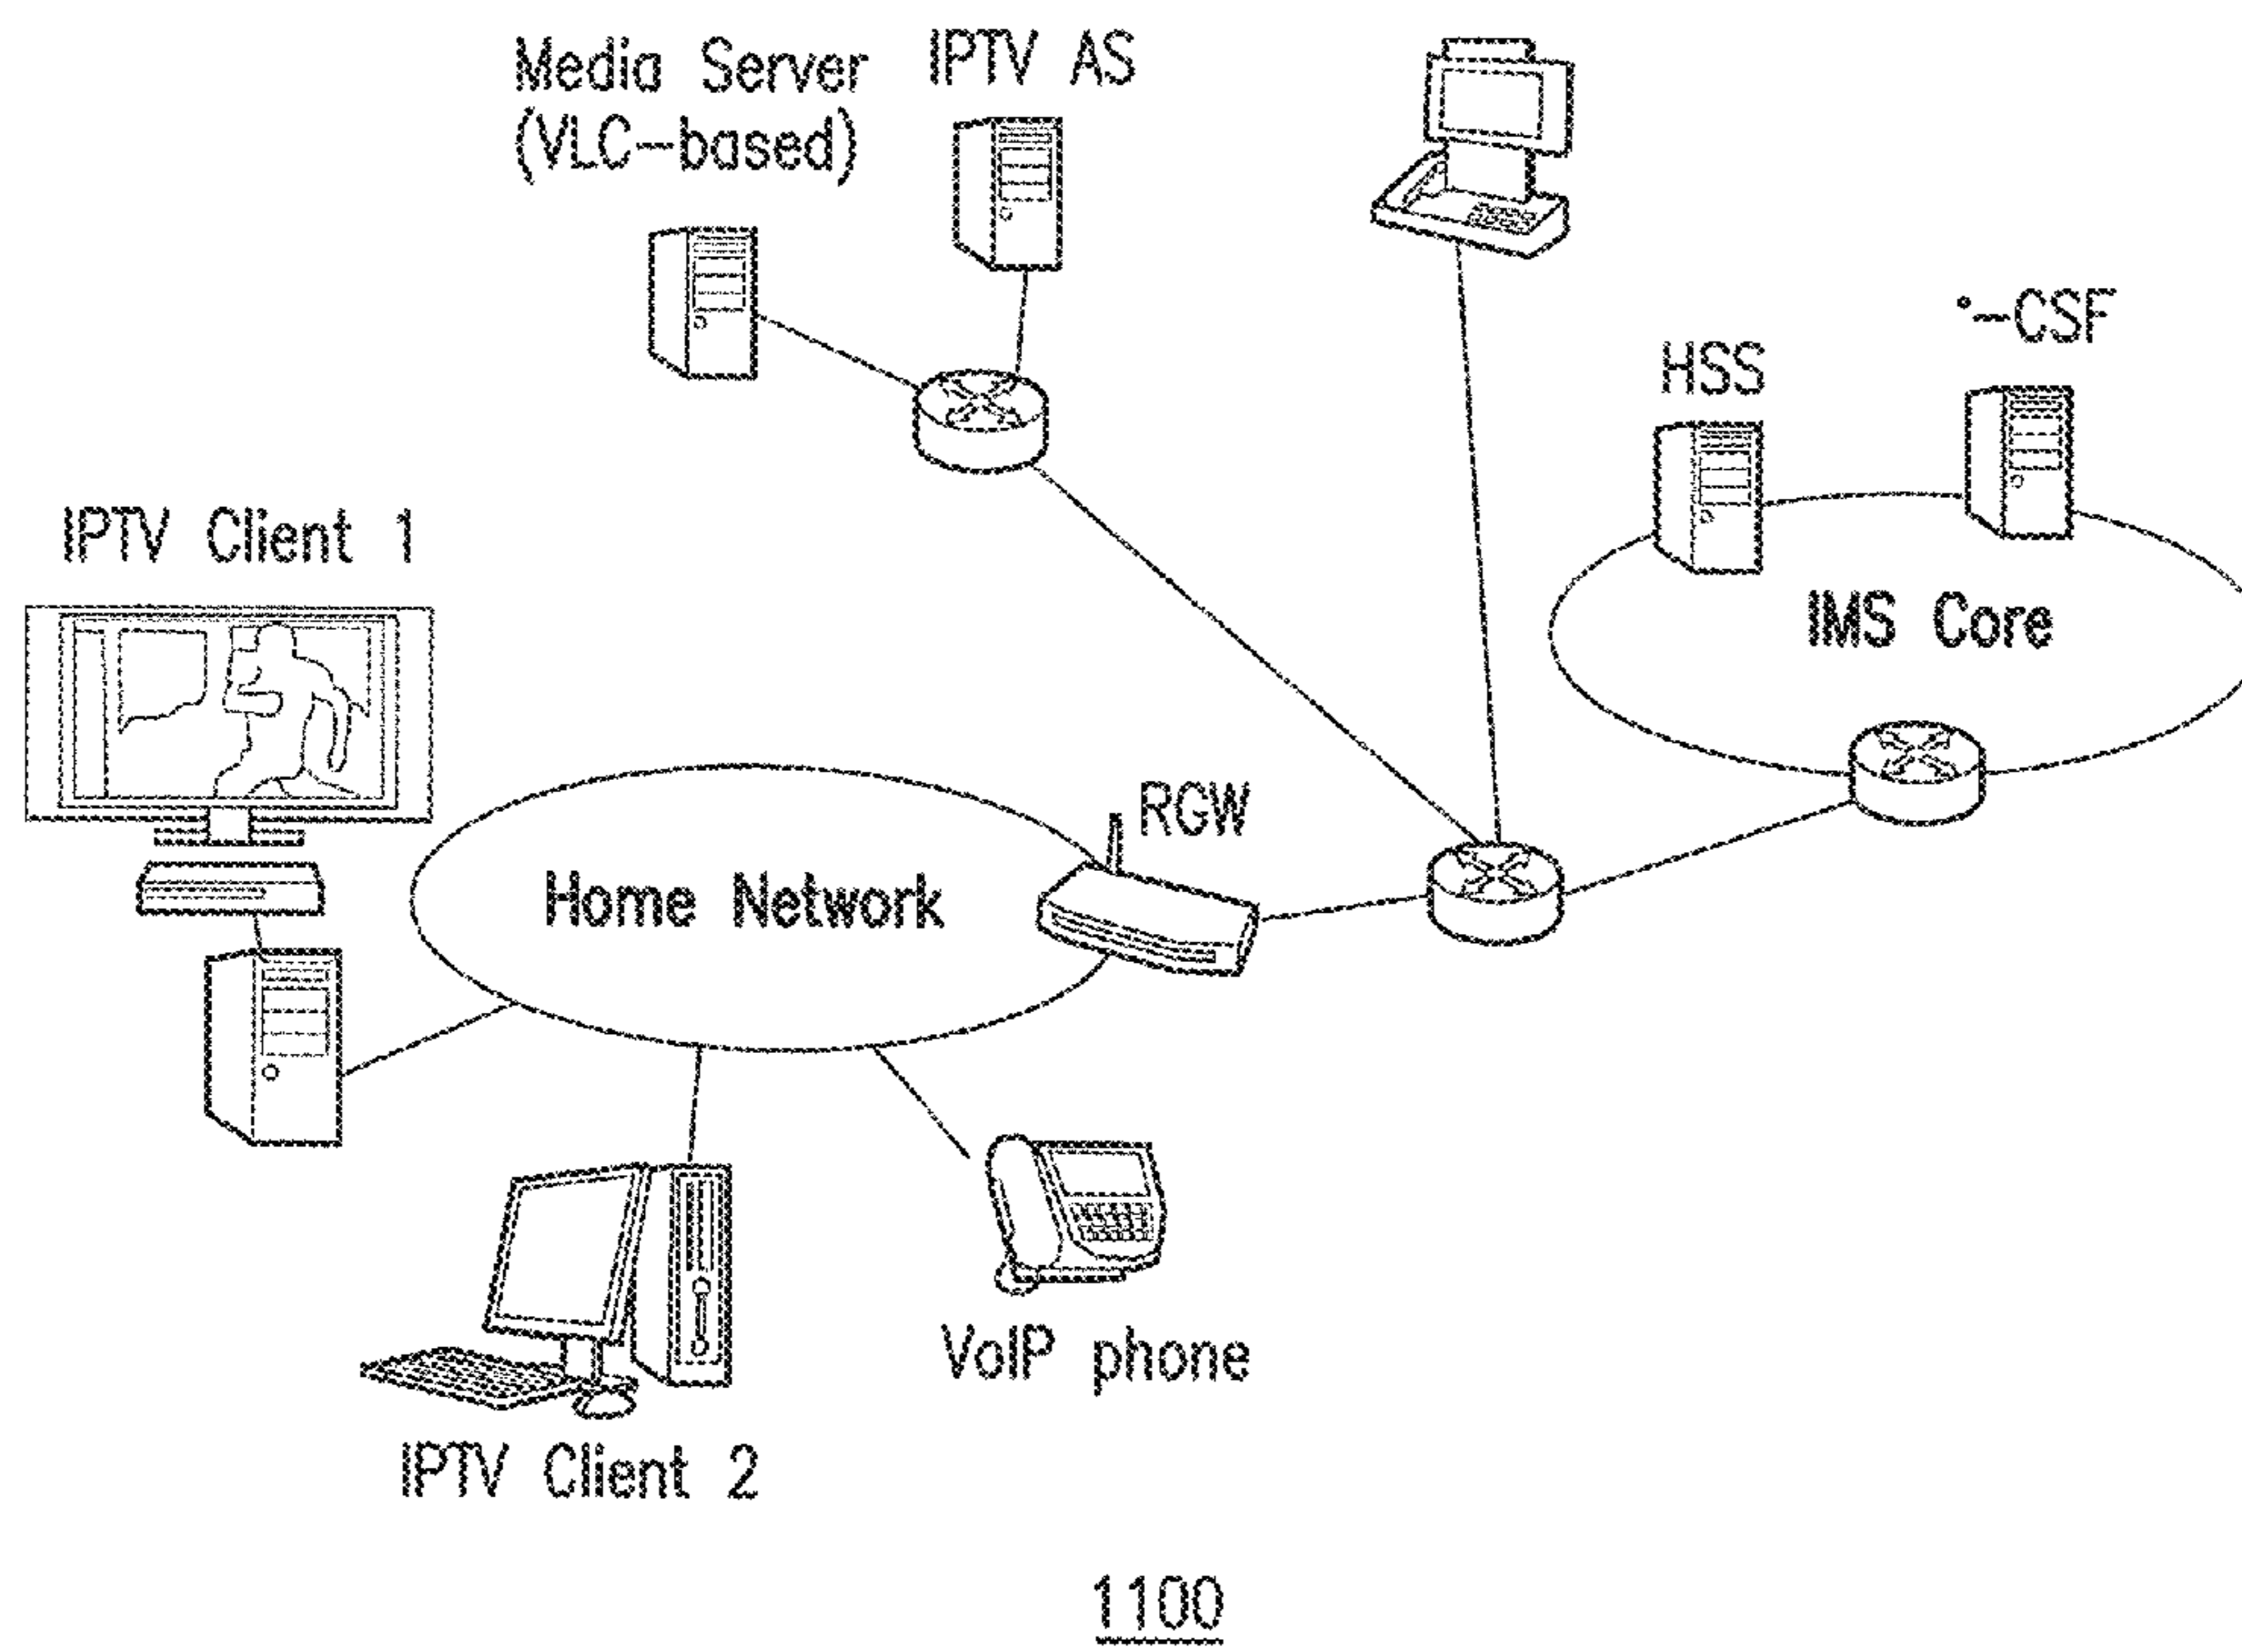 Media Server
(VLC-based)
IPTV AS
HSS
*-CSF
IPTV Client 1
IMS Core
RGW
Home Network
VoIP phone
IPTV Client 2
1100